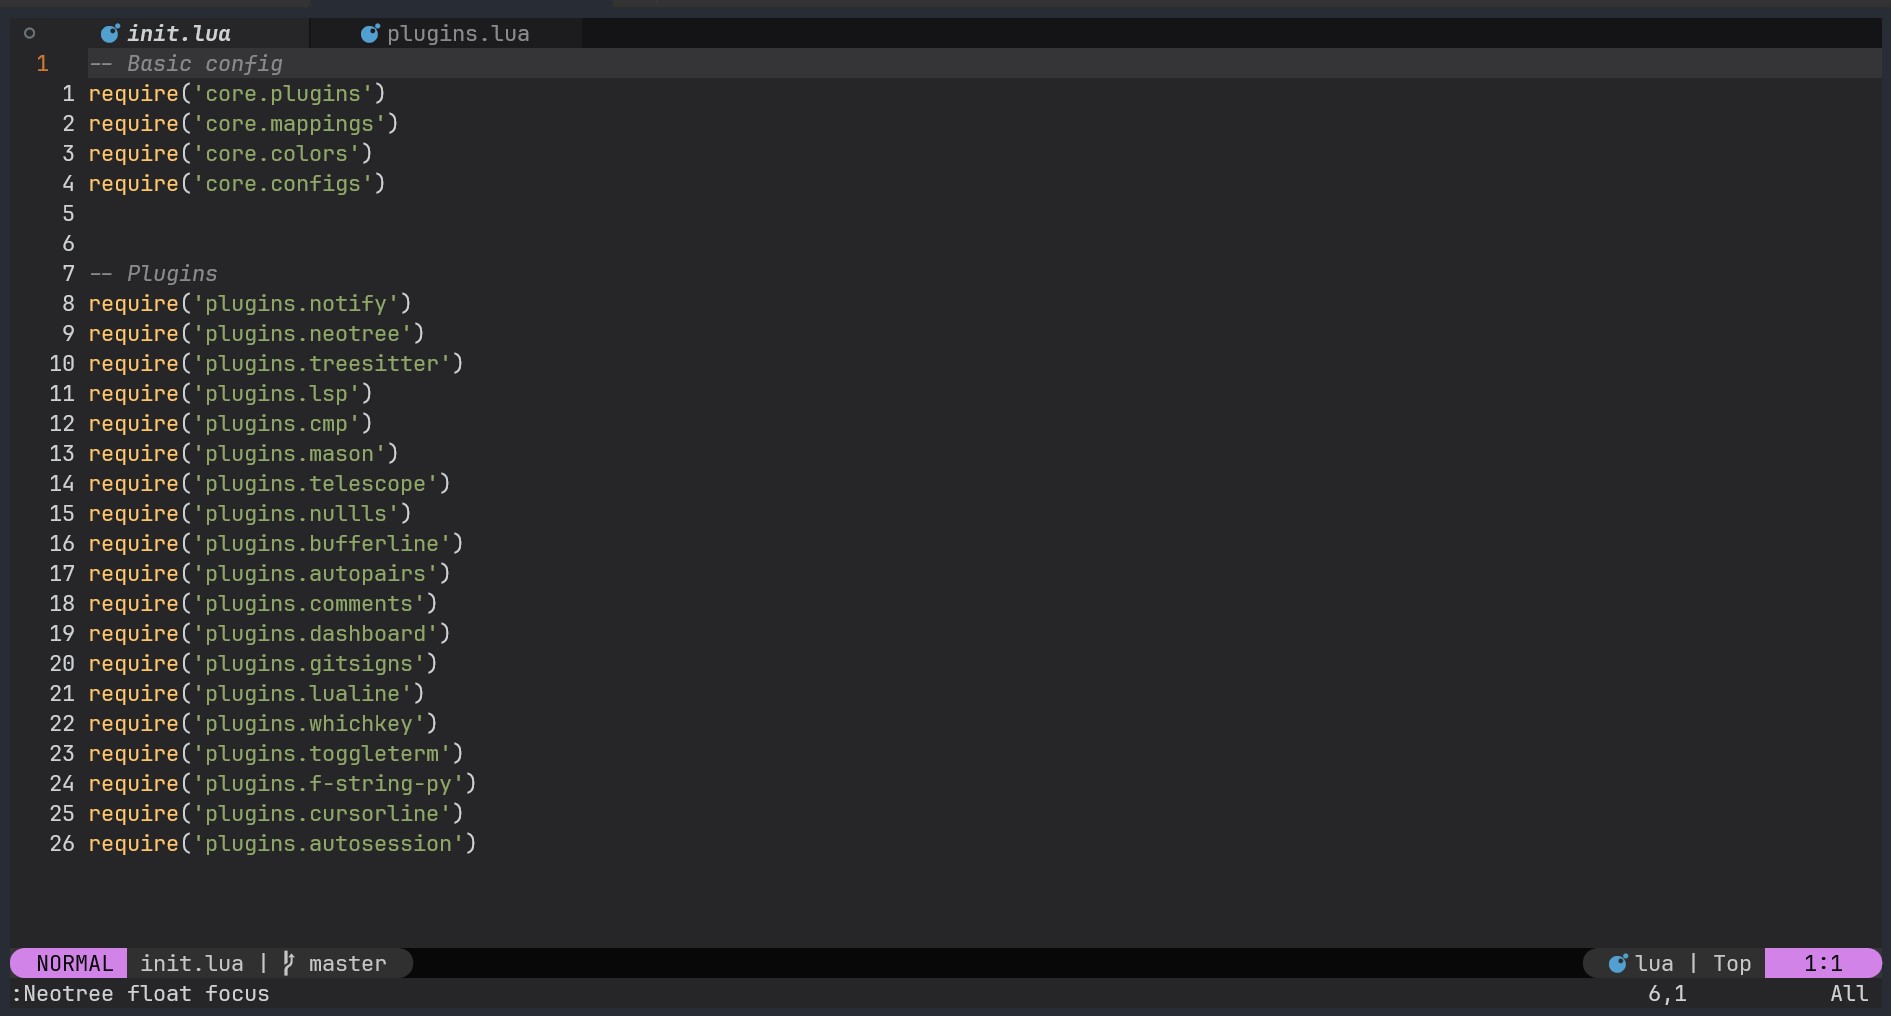 init.lua plugins.lua
1 -- Basic config
1 require('core.plugins')
2 require('core.mappings')
3 require('core.colors')
4 require('core.configs')
5
6
7 -- Plugins
8 require('plugins.notify')
9 require('plugins.neotree')
10 require('plugins.treesitter')
11 require('plugins.lsp')
12 require('plugins.cmp')
13 require('plugins.mason')
14 require('plugins.telescope')
15 require('plugins.nullls')
16 require('plugins.bufferline')
17 require('plugins.autopairs')
18 require('plugins.comments')
19 require('plugins.dashboard')
20 require('plugins.gitsigns')
21 require('plugins.lualine')
22 require('plugins.whichkey')
23 require('plugins.toggleterm')
24 require('plugins.f-string-py')
25 require('plugins.cursorline')
26 require('plugins.autosession')
NORMAL init.lua | master lua | Top 1:1
:Neotree float focus 6,1 All